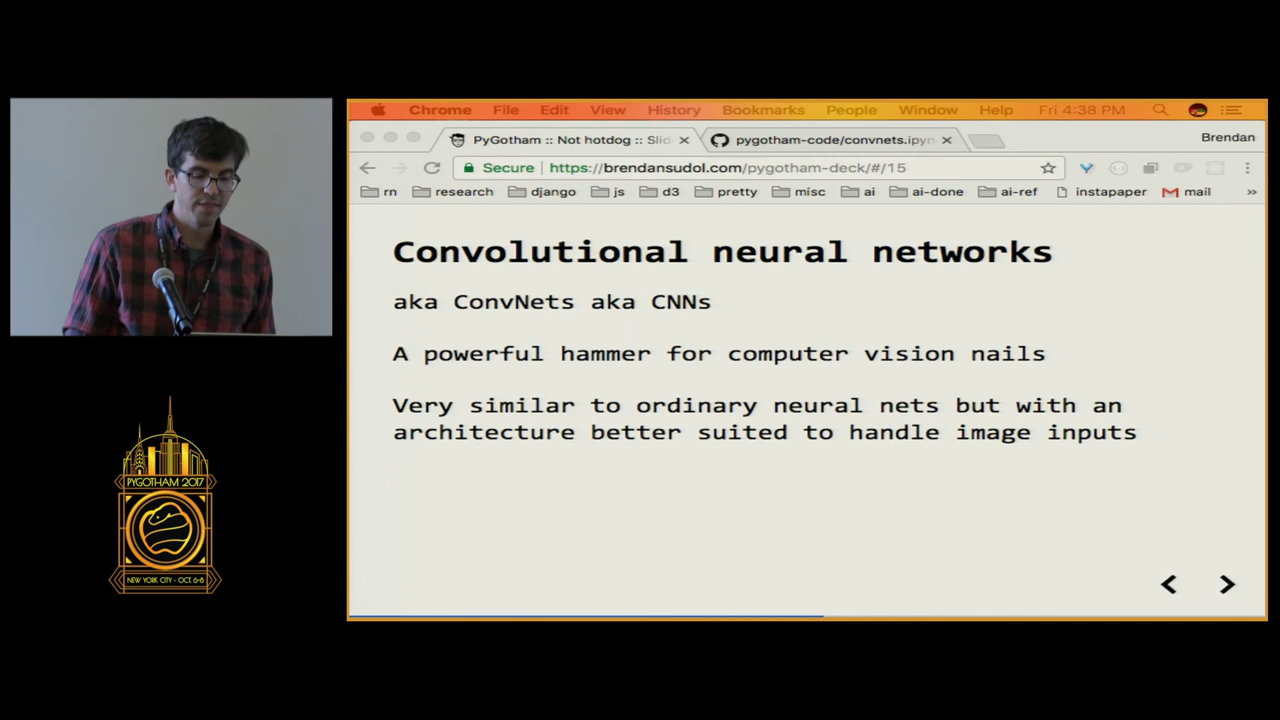 Chrome File Edit View History Bookmarks People Window Help Fri 4:38 PM
PyGotham :: Not hotdog :: Slid
pygotham-code/convnets.ipyn
Brendan
Secure https://brendansudol.com/pygotham-deck/#/15
rn research django js d3 pretty misc ai ai-done ai-ref instapaper mail »
Convolutional neural networks
aka ConvNets aka CNNs
A powerful hammer for computer vision nails
Very similar to ordinary neural nets but with an
architecture better suited to handle image inputs
PYGOTHAM 2017
NEW YORK CITY - OCT. 6-8